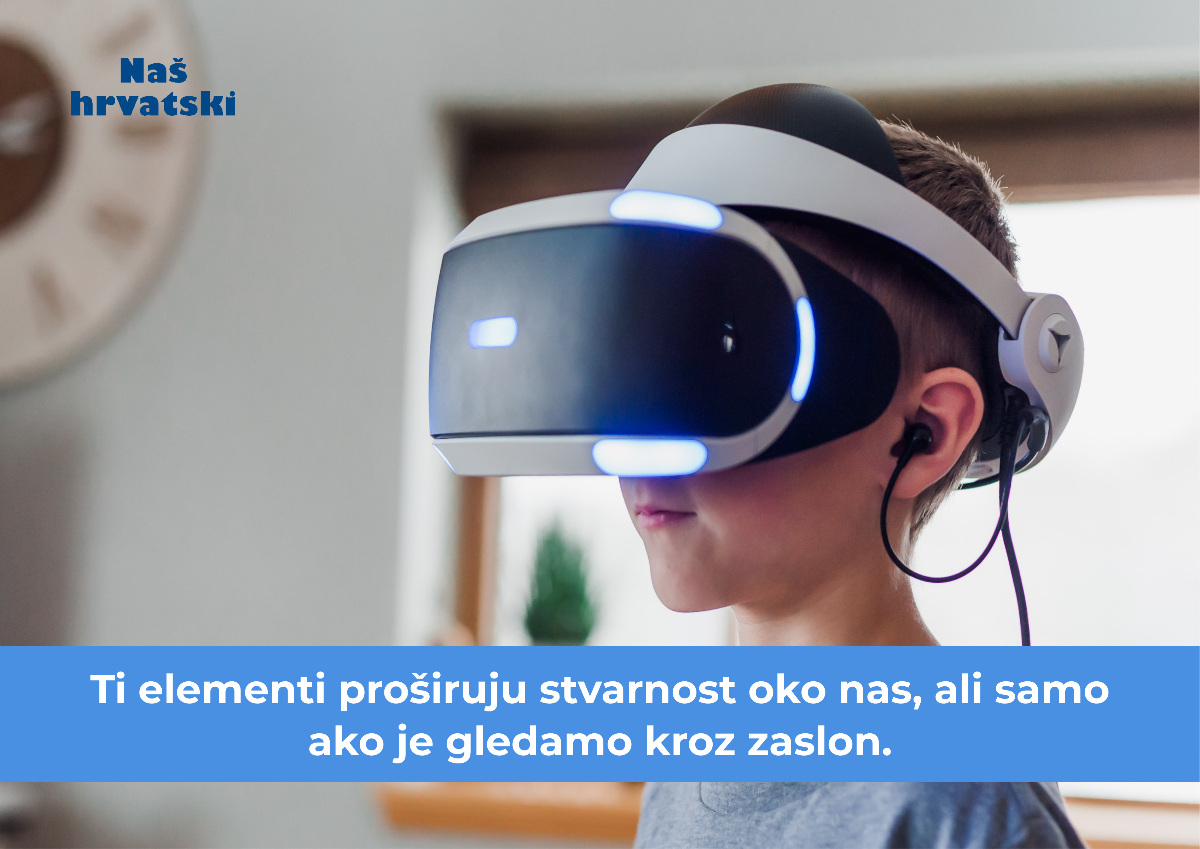 Naš
hrvatski
Ti elementi proširuju stvarnost oko nas, ali samo
ako je gledamo kroz zaslon.